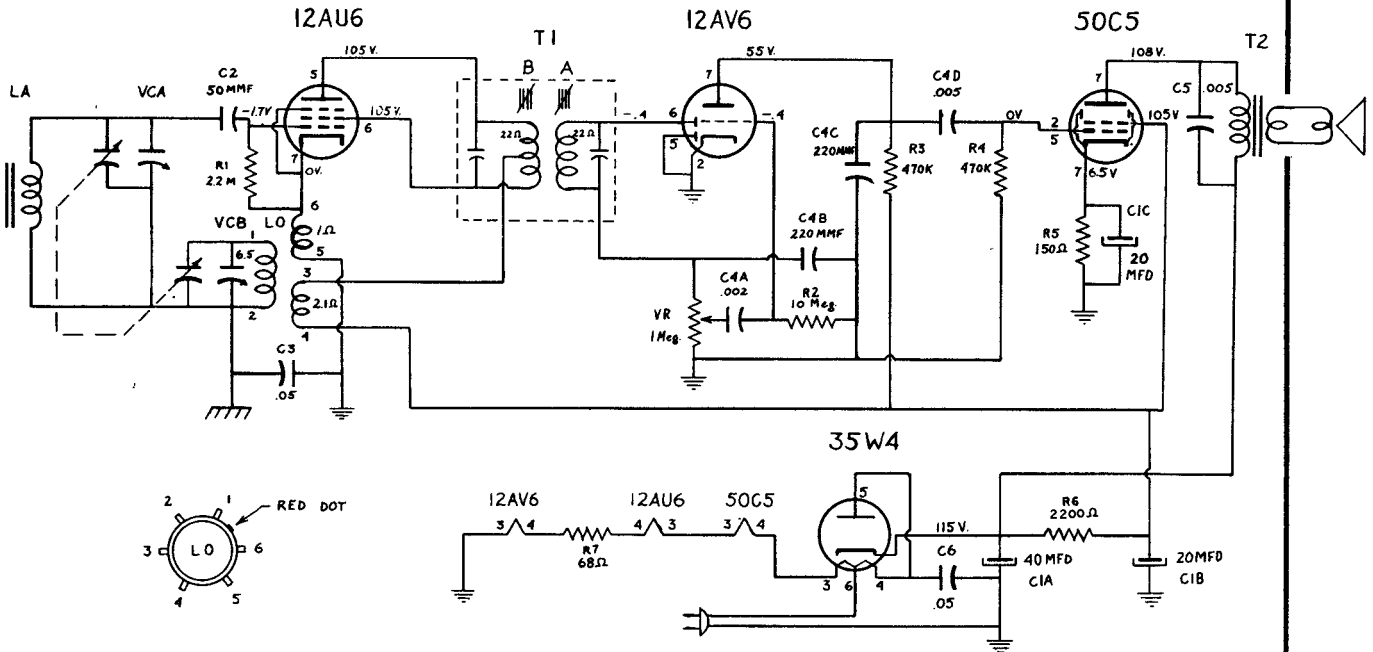 12AU6
12AV6
50C5
T1
T2
LA
VCA
C2
50MMF
-1.7V
5
105V.
105V.
6
7
0V.
R1
2.2 M
6
B A
22Ω
22Ω
VCB
LO
1Ω
5
1
6.5
2
3
2.1Ω
4
C3
.05
7
55 V.
-.4
6
5
2
-.4
C4C
220MMF
C4D
.005
R3
470K
R4
470K
0V
C4B
220 MMF
C4A
.002
R2
10 Meg.
VR
1Meg.
7
108V.
2
5
105V
7
6.5V
C5
.005
R5
150Ω
C1C
20
MFD
35W4
5
115 V.
3
6
4
C6
.05
R6
2200Ω
40 MFD
C1A
20MFD
C1B
12AV6
3 4
R7
68Ω
12AU6
4 3
50C5
3 4
RED DOT
LO
1
2
3
4
5
6